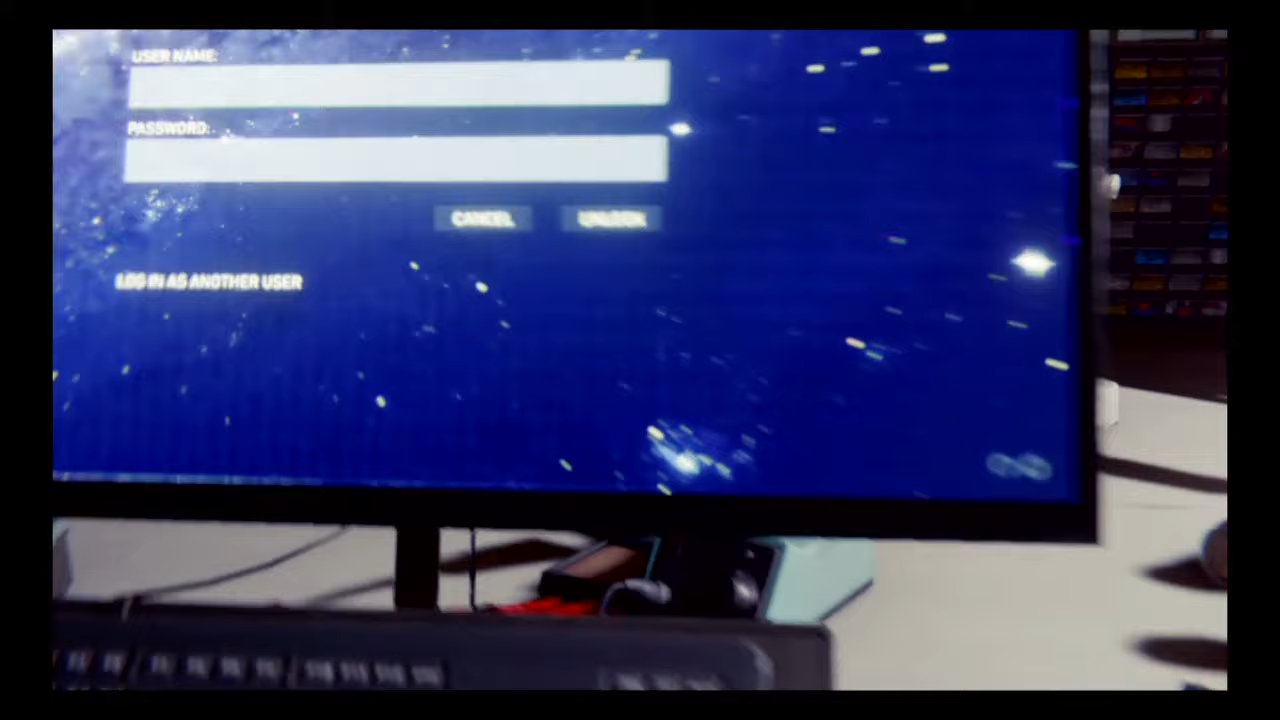 USER NAME:
PASSWORD:
CANCEL
UNLOCK
LOG IN AS ANOTHER USER